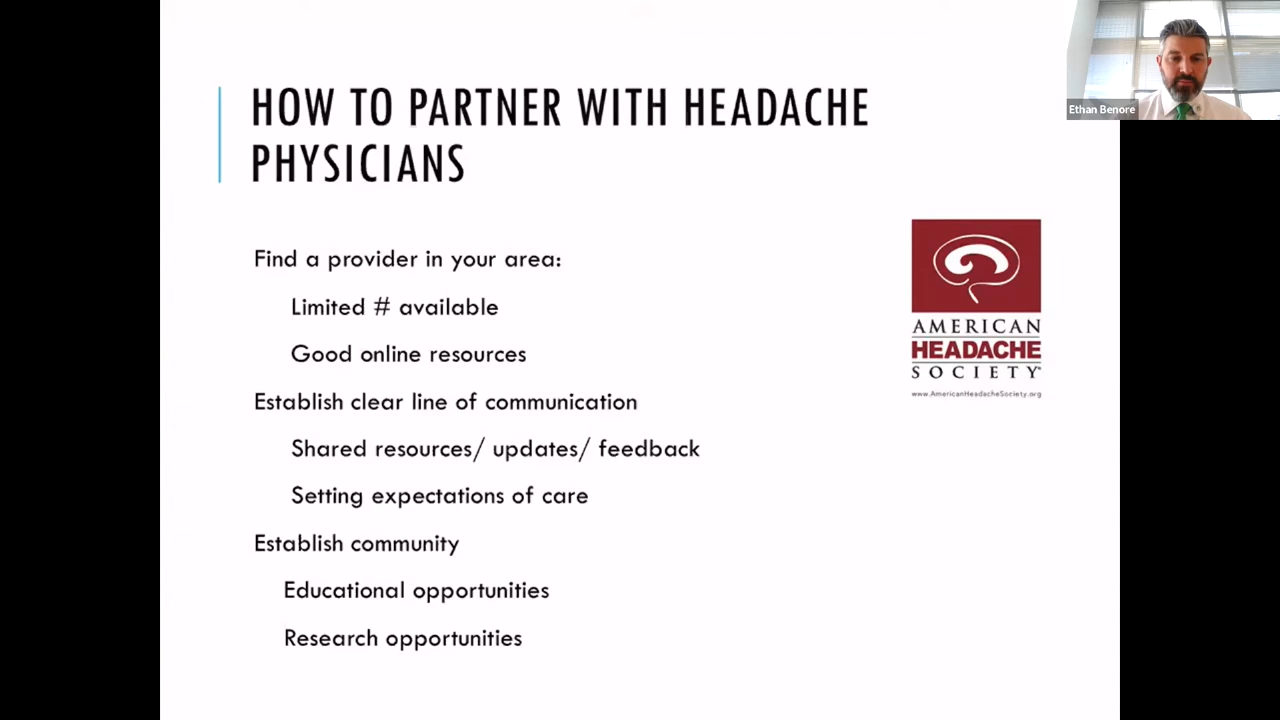 HOW TO PARTNER WITH HEADACHE
PHYSICIANS
Find a provider in your area:
Limited # available
Good online resources
Establish clear line of communication
Shared resources/ updates/ feedback
Setting expectations of care
Establish community
Educational opportunities
Research opportunities
AMERICAN
HEADACHE
SOCIETY®
www.AmericanHeadacheSociety.org
Ethan Benore